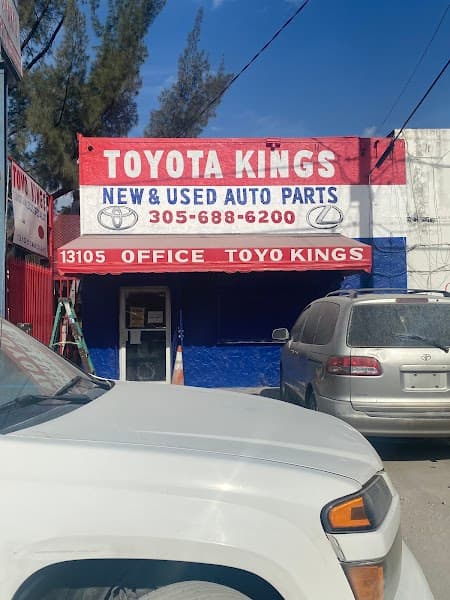 TOYOTA KINGS
NEW & USED AUTO PARTS
305-688-6200
13105 OFFICE TOYO KINGS